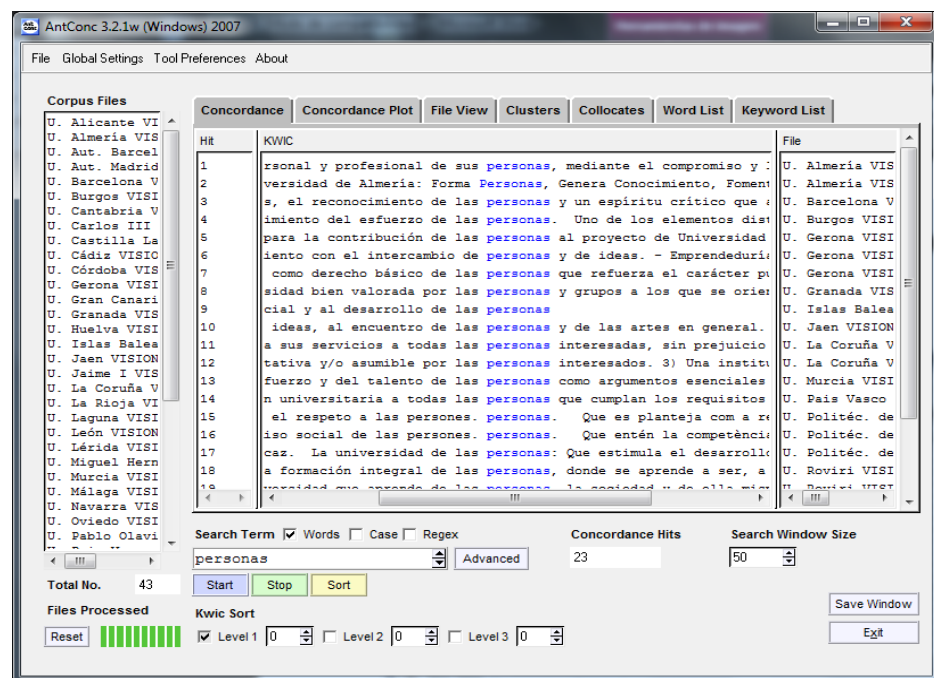 AntConc 3.2.1w (Windows) 2007
File Global Settings Tool Preferences About
Corpus Files
U. Alicante VI
U. Almería VIS
U. Aut. Barcel
U. Aut. Madrid
U. Barcelona V
U. Burgos VISI
U. Cantabria V
U. Carlos III
U. Castilla La
U. Cádiz VISIO
U. Córdoba VIS
U. Gerona VISI
U. Gran Canari
U. Granada VIS
U. Huelva VISI
U. Islas Balea
U. Jaen VISION
U. Jaime I VIS
U. La Coruña V
U. La Rioja VI
U. Laguna VISI
U. León VISION
U. Lérida VISI
U. Miguel Hern
U. Murcia VISI
U. Málaga VISI
U. Navarra VIS
U. Oviedo VISI
U. Pablo Olavi
Total No. 43
Files Processed
Reset
Concordance Concordance Plot File View Clusters Collocates Word List Keyword List
Hit KWIC File
1 rsonal y profesional de sus personas, mediante el compromiso y U. Almería VIS
2 versidad de Almería: Forma Personas, Genera Conocimiento, Foment U. Almería VIS
3 s, el reconocimiento de las personas y un espíritu crítico que U. Barcelona V
4 imiento del esfuerzo de las personas. Uno de los elementos dist U. Burgos VISI
5 para la contribución de las personas al proyecto de Universidad U. Gerona VISI
6 iento con el intercambio de personas y de ideas. – Emprendeduría U. Gerona VISI
7 como derecho básico de las personas que refuerza el carácter pu U. Gerona VISI
8 sidad bien valorada por las personas y grupos a los que se orien U. Granada VIS
9 cial y al desarrollo de las personas U. Islas Balea
10 ideas, al encuentro de las personas y de las artes en general. U. Jaen VISION
11 a sus servicios a todas las personas interesadas, sin prejuicio U. La Coruña V
12 tativa y/o asumible por las personas interesados. 3) Una institu U. La Coruña V
13 fuerzo y del talento de las personas como argumentos esenciales U. Murcia VISI
14 n universitaria a todas las personas que cumplan los requisitos U. Pais Vasco
15 el respeto a las persones. personas. Que es planteja com a re U. Politéc. de
16 iso social de las persones. personas. Que entén la competència U. Politéc. de
17 caz. La universidad de las personas: Que estimula el desarrollo U. Politéc. de
18 a formación integral de las personas, donde se aprende a ser, a U. Roviri VISI
19 versidad que aprende de las personas, la sociedad y de ella U. Roviri VISI
Search Term Words Case Regex Concordance Hits Search Window Size
personas Advanced 23 50
Start Stop Sort
Kwic Sort
Level 1 0 Level 2 0 Level 3 0
Save Window
Exit